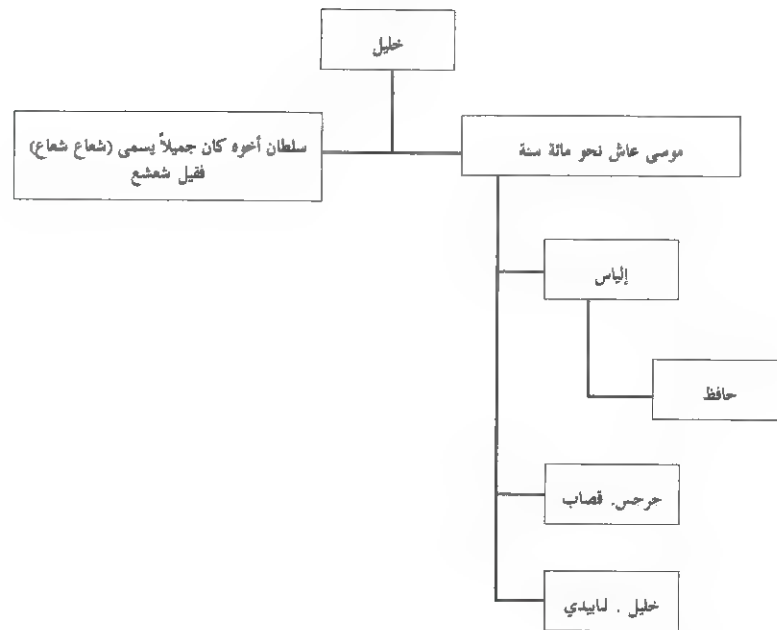 خليل
موسى عاش نحو مائة سنة
سلطان أخوه كان جميلاً يسمى (شعاع شعاع)
فقيل شعشع
إلياس
حافظ
جرجس. قصاب
خليل . لبابيدي